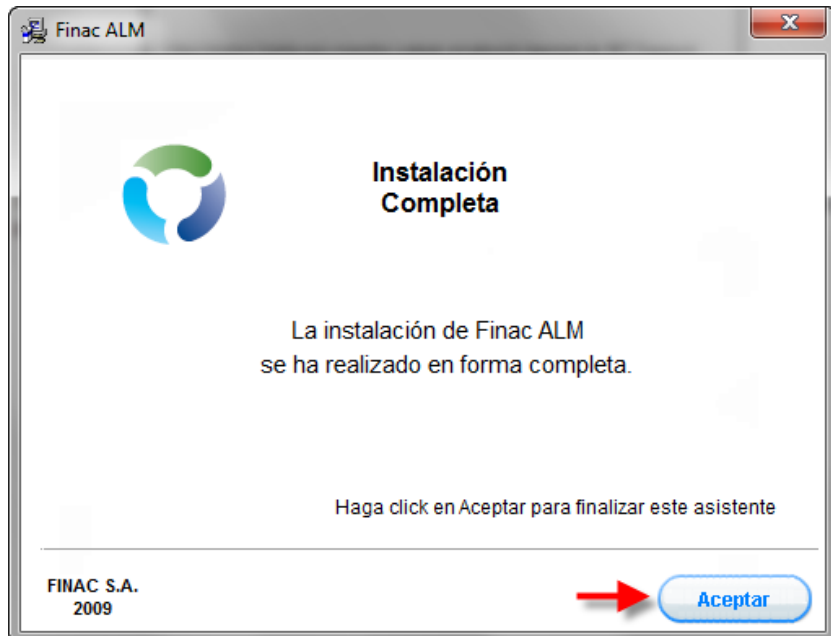 Finac ALM
Instalación
Completa
La instalación de Finac ALM
se ha realizado en forma completa.
Haga click en Aceptar para finalizar este asistente
FINAC S.A.
2009
Aceptar